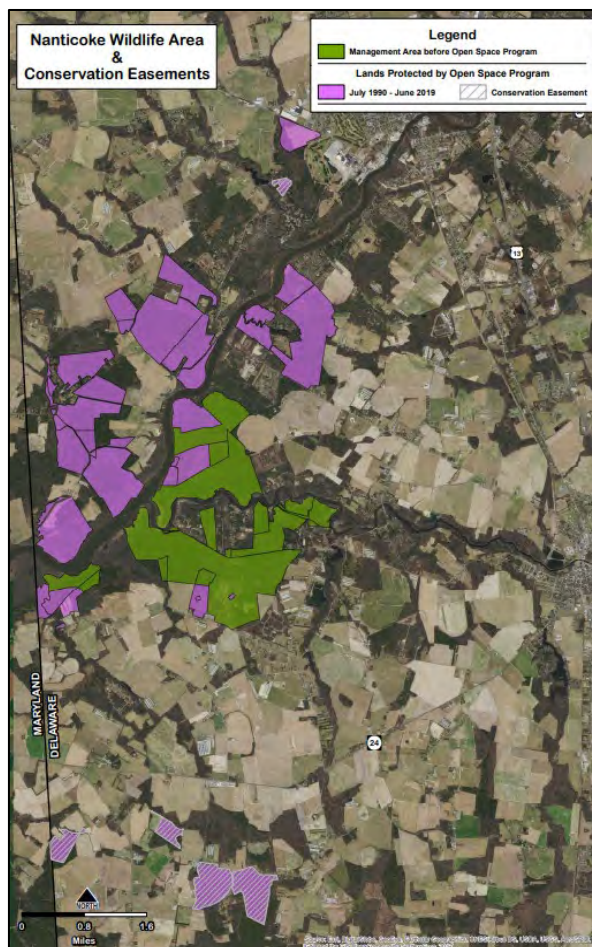 Nanticoke Wildlife Area
&
Conservation Easements
Legend
Management Area before Open Space Program
Lands Protected by Open Space Program
July 1990 - June 2019
Conservation Easement
13
MARYLAND
DELAWARE
24
NORTH
0 0.8 1.6
Miles